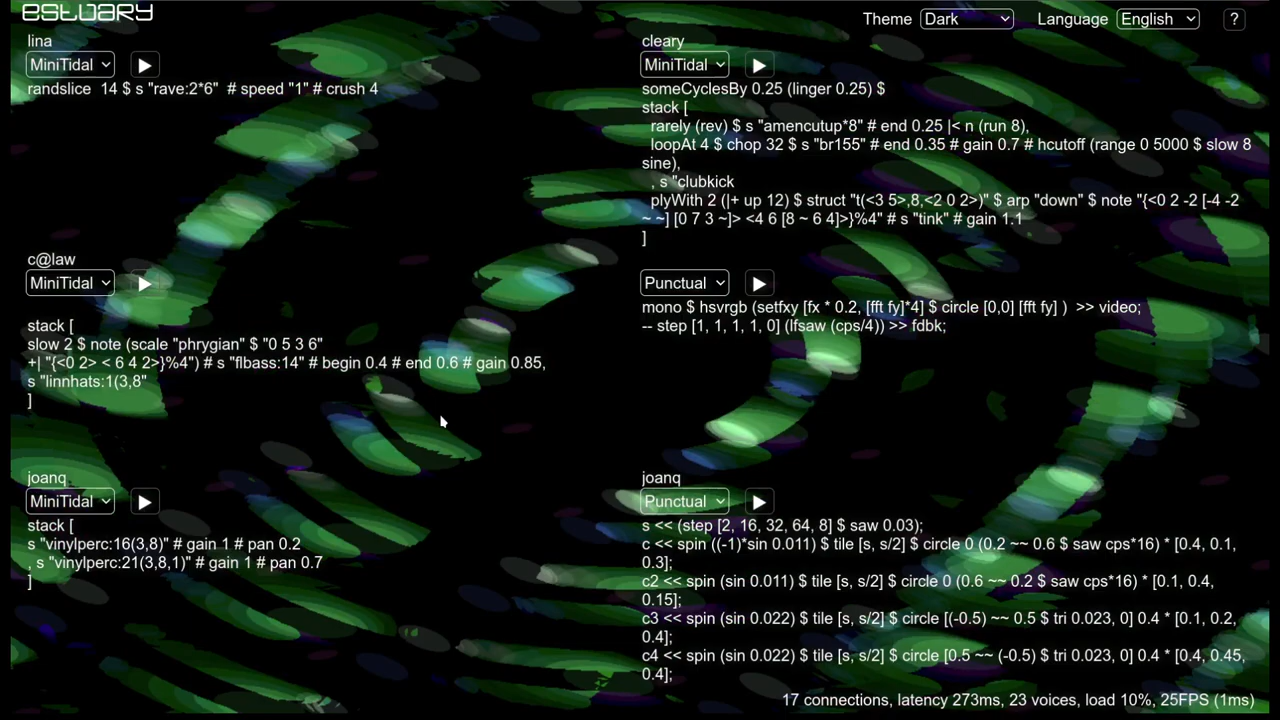 estuary
Theme Dark Language English ?
lina
MiniTidal
randslice 14 $ s "rave:2*6" # speed "1" # crush 4
cleary
MiniTidal
someCyclesBy 0.25 (linger 0.25) $
stack [
rarely (rev) $ s "amencutup*8" # end 0.25 |< n (run 8),
loopAt 4 $ chop 32 $ s "br155" # end 0.35 # gain 0.7 # hcutoff (range 0 5000 $ slow 8
sine),
, s "clubkick
plyWith 2 (|+ up 12) $ struct "t(<3 5>,8,<2 0 2>)" $ arp "down" $ note "{<0 2 -2 [-4 -2
~ ~] [0 7 3 ~]> <4 6 [8 ~ 6 4]>}%4" # s "tink" # gain 1.1
]
c@law
MiniTidal
stack [
slow 2 $ note (scale "phrygian" $ "0 5 3 6"
+| "{<0 2> < 6 4 2>}%4") # s "flbass:14" # begin 0.4 # end 0.6 # gain 0.85,
s "linnhats:1(3,8"
]
Punctual
mono $ hsvrgb (setfxy [fx * 0.2, [fft fy]*4] $ circle [0,0] [fft fy] ) >> video;
-- step [1, 1, 1, 1, 0] (lfsaw (cps/4)) >> fdbk;
joanq
MiniTidal
stack [
s "vinylperc:16(3,8)" # gain 1 # pan 0.2
, s "vinylperc:21(3,8,1)" # gain 1 # pan 0.7
]
joanq
Punctual
s << (step [2, 16, 32, 64, 8] $ saw 0.03);
c << spin ((-1)*sin 0.011) $ tile [s, s/2] $ circle 0 (0.2 ~~ 0.6 $ saw cps*16) * [0.4, 0.1,
0.3];
c2 << spin (sin 0.011) $ tile [s, s/2] $ circle 0 (0.6 ~~ 0.2 $ saw cps*16) * [0.1, 0.4,
0.15];
c3 << spin (sin 0.022) $ tile [s, s/2] $ circle [(-0.5) ~~ 0.5 $ tri 0.023, 0] 0.4 * [0.1, 0.2,
0.4];
c4 << spin (sin 0.022) $ tile [s, s/2] $ circle [0.5 ~~ (-0.5) $ tri 0.023, 0] 0.4 * [0.4, 0.45,
0.4];
17 connections, latency 273ms, 23 voices, load 10%, 25FPS (1ms)